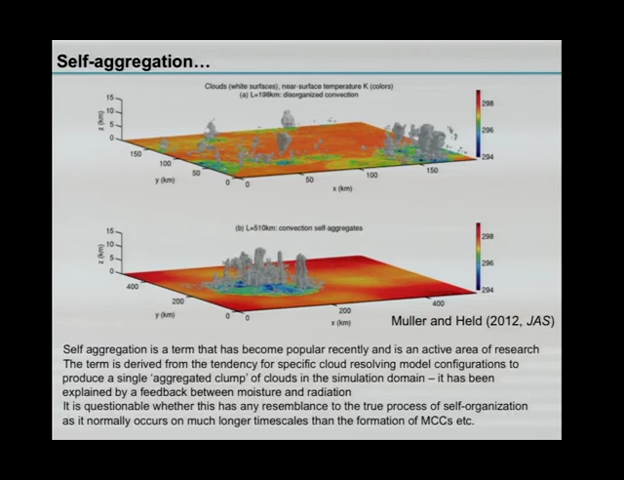 Self-aggregation…
Clouds (white surfaces), near-surface temperature K (colors)
(a) L=198km: disorganized convection
15
10
5
0
z (km)
150
100
50
0
y (km)
0
50
100
150
x (km)
298
296
294
(b) L=510km: convection self-aggregates
15
10
5
0
z (km)
400
200
0
y (km)
0
200
400
x (km)
298
296
294
Muller and Held (2012, JAS)
Self aggregation is a term that has become popular recently and is an active area of research
The term is derived from the tendency for specific cloud resolving model configurations to
produce a single ‘aggregated clump’ of clouds in the simulation domain – it has been
explained by a feedback between moisture and radiation
It is questionable whether this has any resemblance to the true process of self-organization
as it normally occurs on much longer timescales than the formation of MCCs etc.